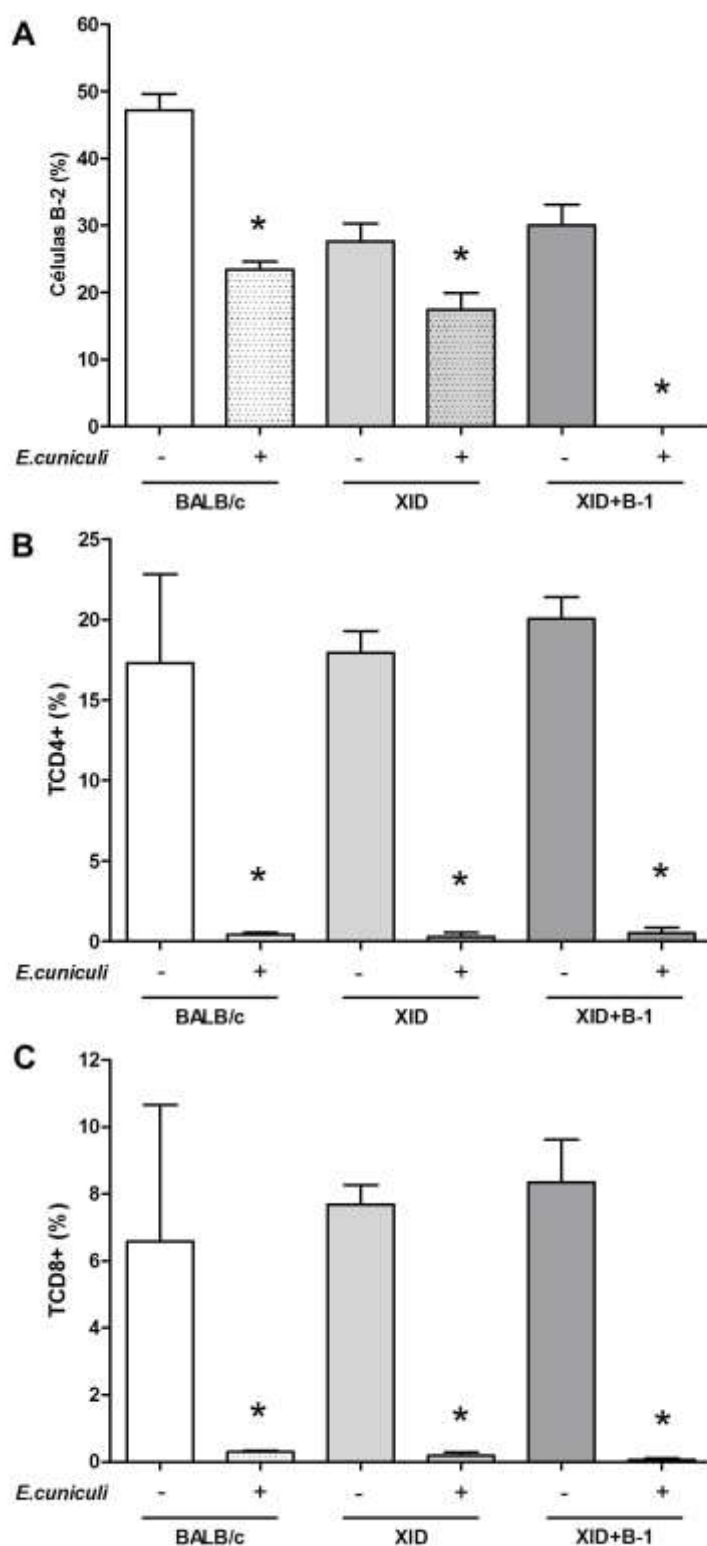 A
60
50
40
30
20
10
0
Células B-2 (%)
*
*
*
E.cuniculi - + - + - +
BALB/c XID XID+B-1
B
25
20
15
10
5
0
TCD4+ (%)
*
*
*
E.cuniculi - + - + - +
BALB/c XID XID+B-1
C
12
10
8
6
4
2
0
TCD8+ (%)
*
*
*
E.cuniculi - + - + - +
BALB/c XID XID+B-1